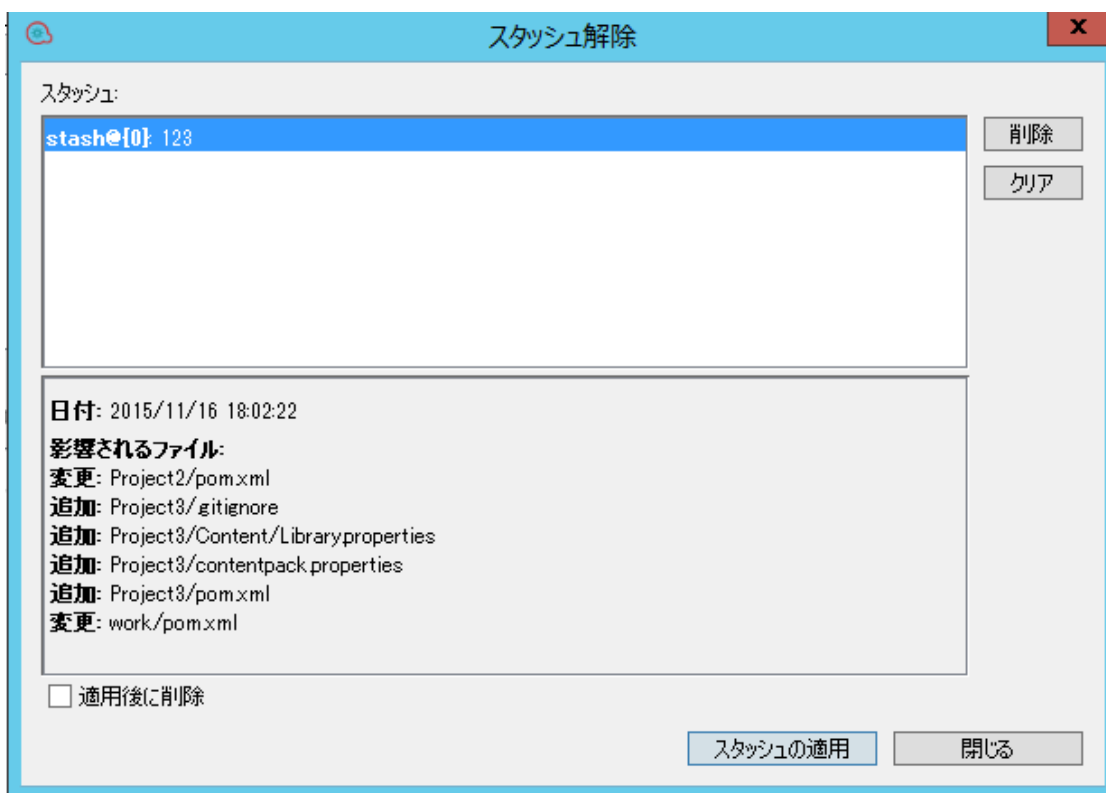 スタッシュ解除
x
スタッシュ:
stash@{0}: 123
削除
クリア
日付: 2015/11/16 18:02:22
影響されるファイル:
変更: Project2/pom.xml
追加: Project3/.gitignore
追加: Project3/Content/Library.properties
追加: Project3/contentpack.properties
追加: Project3/pom.xml
変更: work/pom.xml
適用後に削除
スタッシュの適用
閉じる